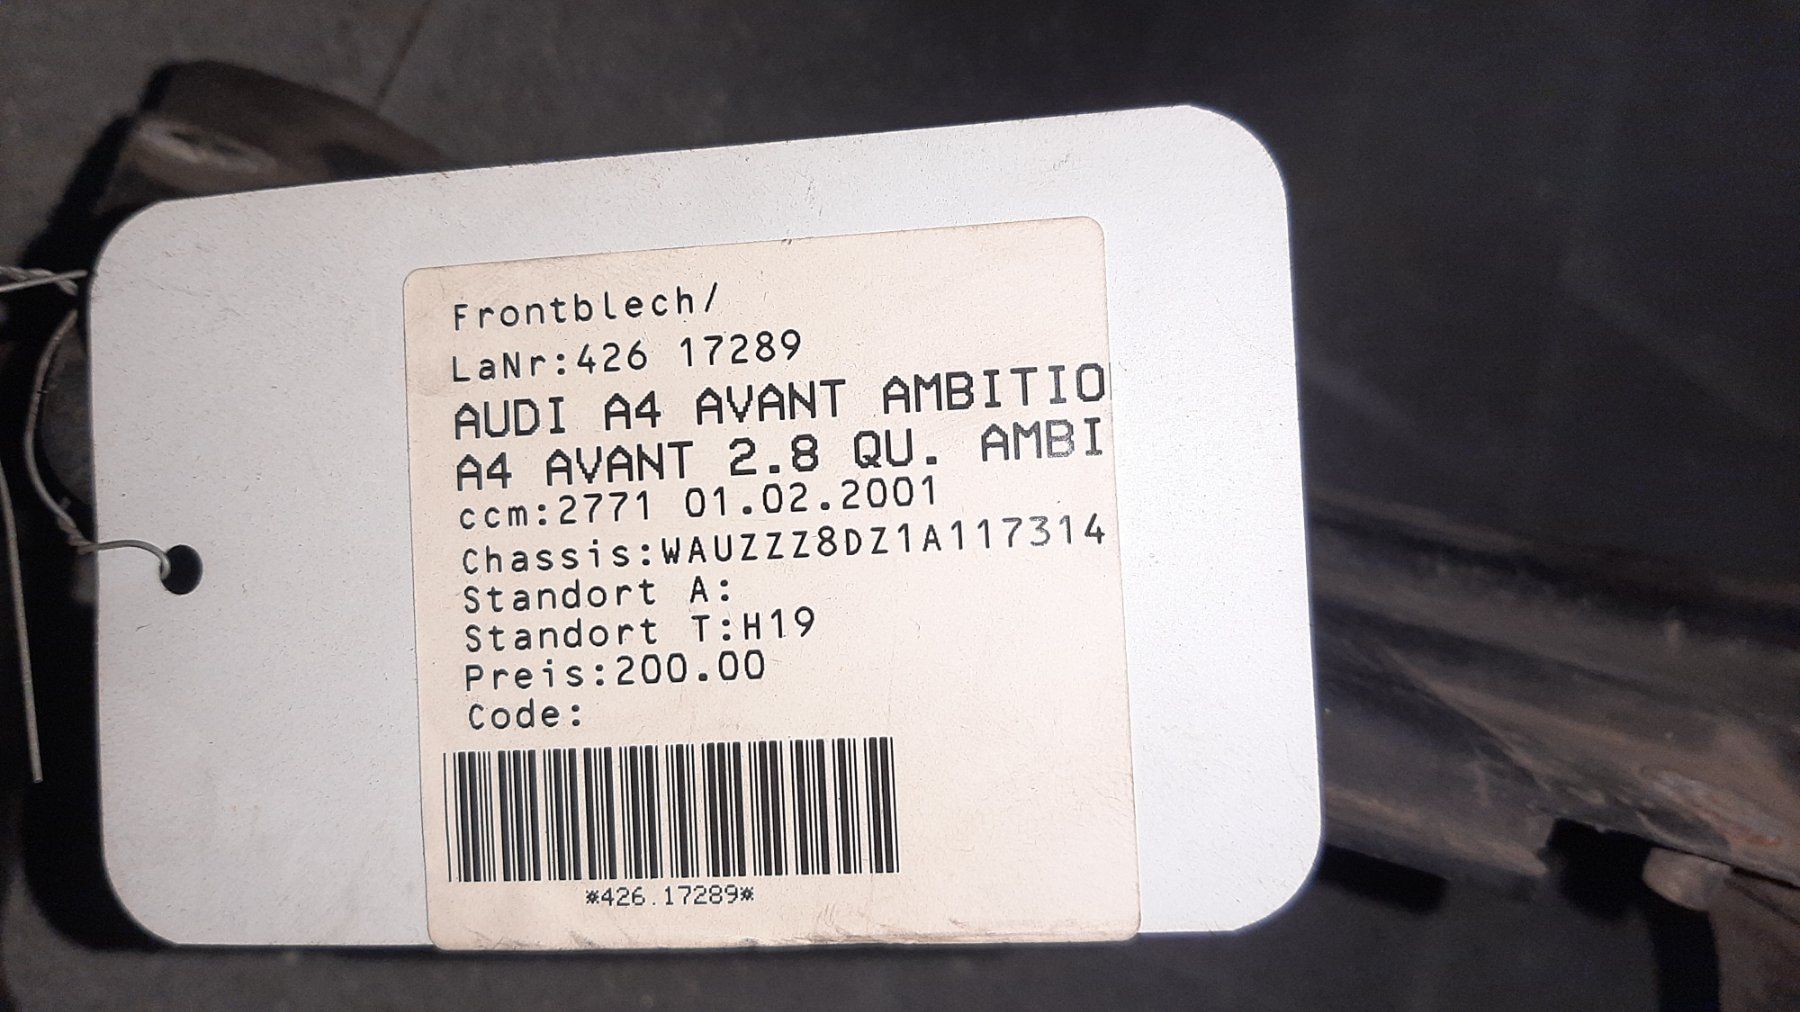 Frontblech/
LaNr:426 17289
AUDI A4 AVANT AMBITIO
A4 AVANT 2.8 QU. AMBI
ccm:2771 01.02.2001
Chassis:WAUZZZ8DZ1A117314
Standort A:
Standort T:H19
Preis:200.00
Code:
*426.17289*